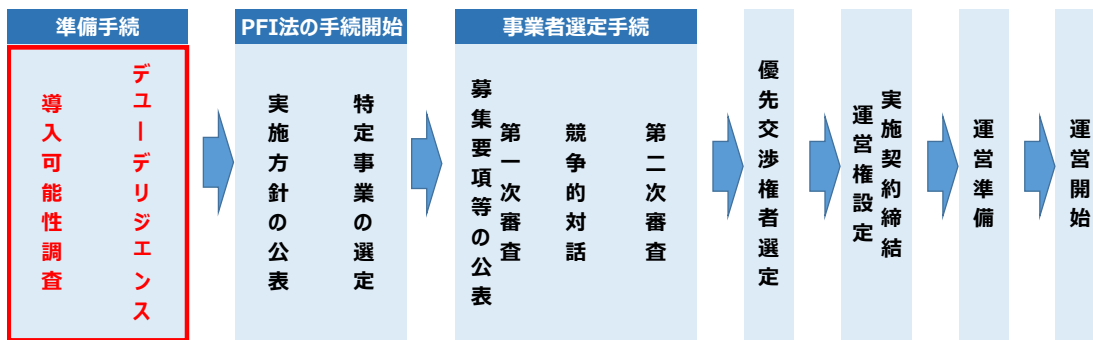 準備手続
導入可能性調査
デューデリジェンス
PFI法の手続開始
実施方針の公表
特定事業の選定
事業者選定手続
募集要項等の公表
第一次審査
競争的対話
第二次審査
優先交渉権者選定
運営権設定
実施契約締結
運営準備
運営開始